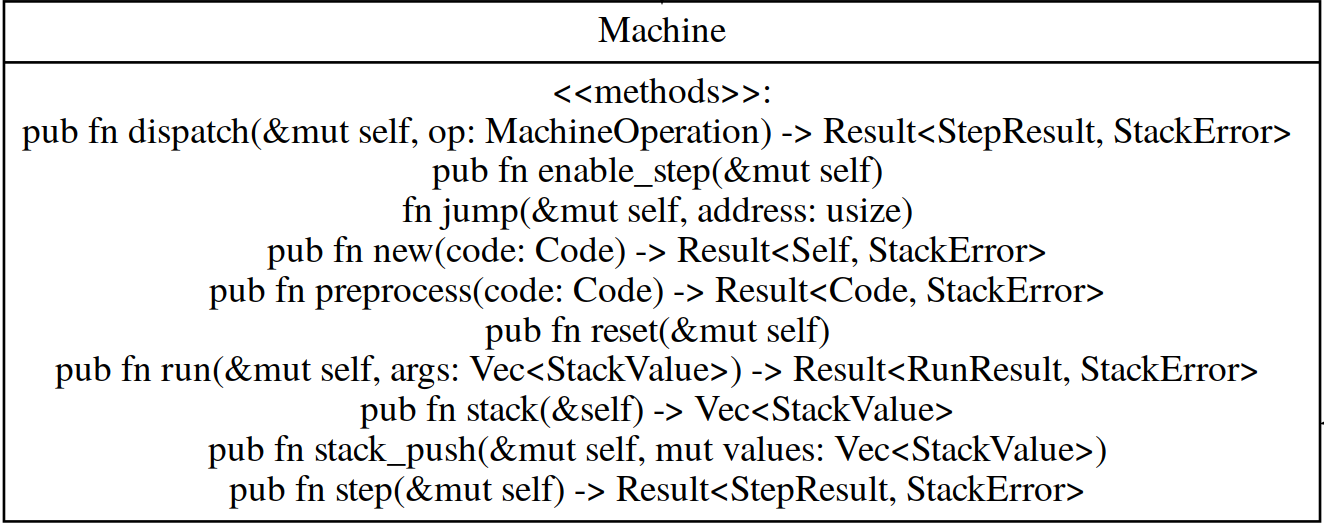 Machine
<<methods>>:
pub fn dispatch(&mut self, op: MachineOperation) -> Result<StepResult, StackError>
pub fn enable_step(&mut self)
fn jump(&mut self, address: usize)
pub fn new(code: Code) -> Result<Self, StackError>
pub fn preprocess(code: Code) -> Result<Code, StackError>
pub fn reset(&mut self)
pub fn run(&mut self, args: Vec<StackValue>) -> Result<RunResult, StackError>
pub fn stack(&self) -> Vec<StackValue>
pub fn stack_push(&mut self, mut values: Vec<StackValue>)
pub fn step(&mut self) -> Result<StepResult, StackError>